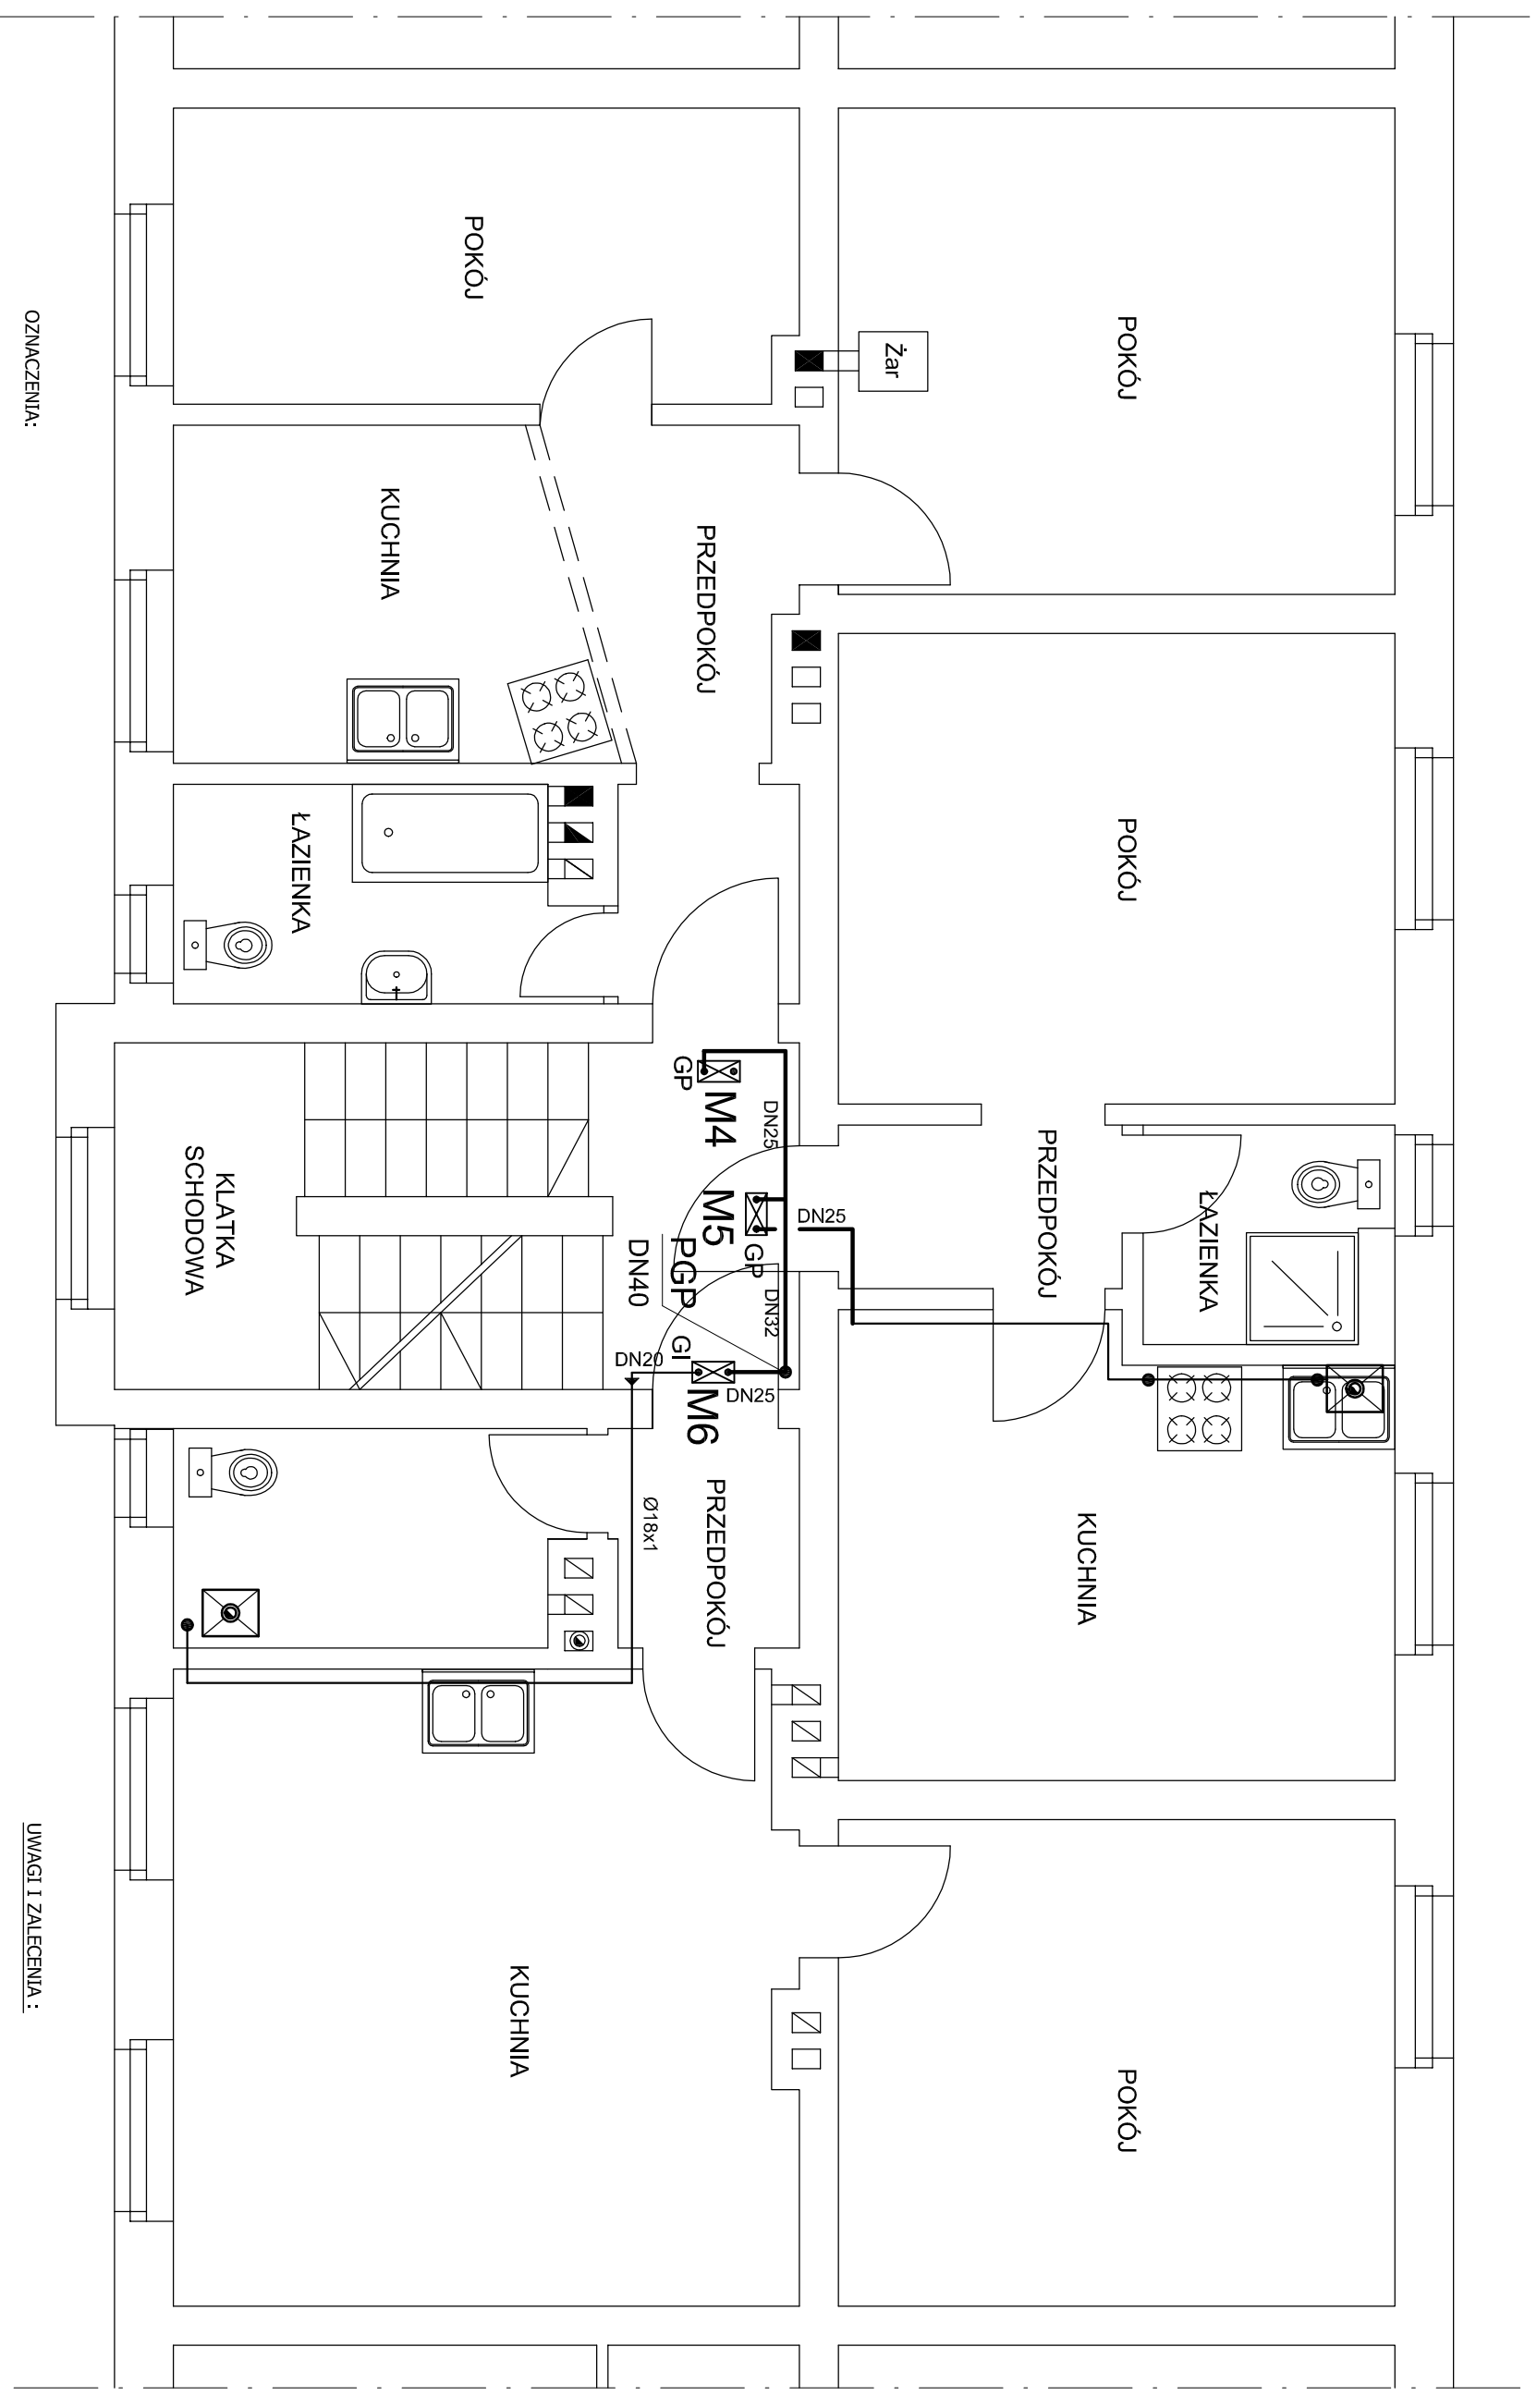 POKÓJ
POKÓJ
ŁAZIENKA
PRZEDPOKÓJ
KUCHNIA
POKÓJ
Żar
POKÓJ
PRZEDPOKÓJ
KUCHNIA
ŁAZIENKA
GP
M4
DN25
M5
DN25
GP
PGP
DN40
DN32
GI
DN20
DN25
M6
PRZEDPOKÓJ
Ø18x1
KLATKA
SCHODOWA
KUCHNIA
OZNACZENIA:
UWAGI I ZALECENIA :